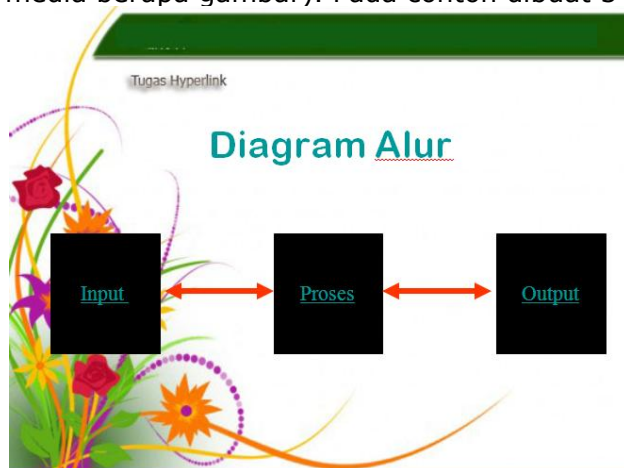 media berupa gambar). Pada contoh dibuat 3
Tugas Hyperlink
Diagram Alur
Input Proses Output